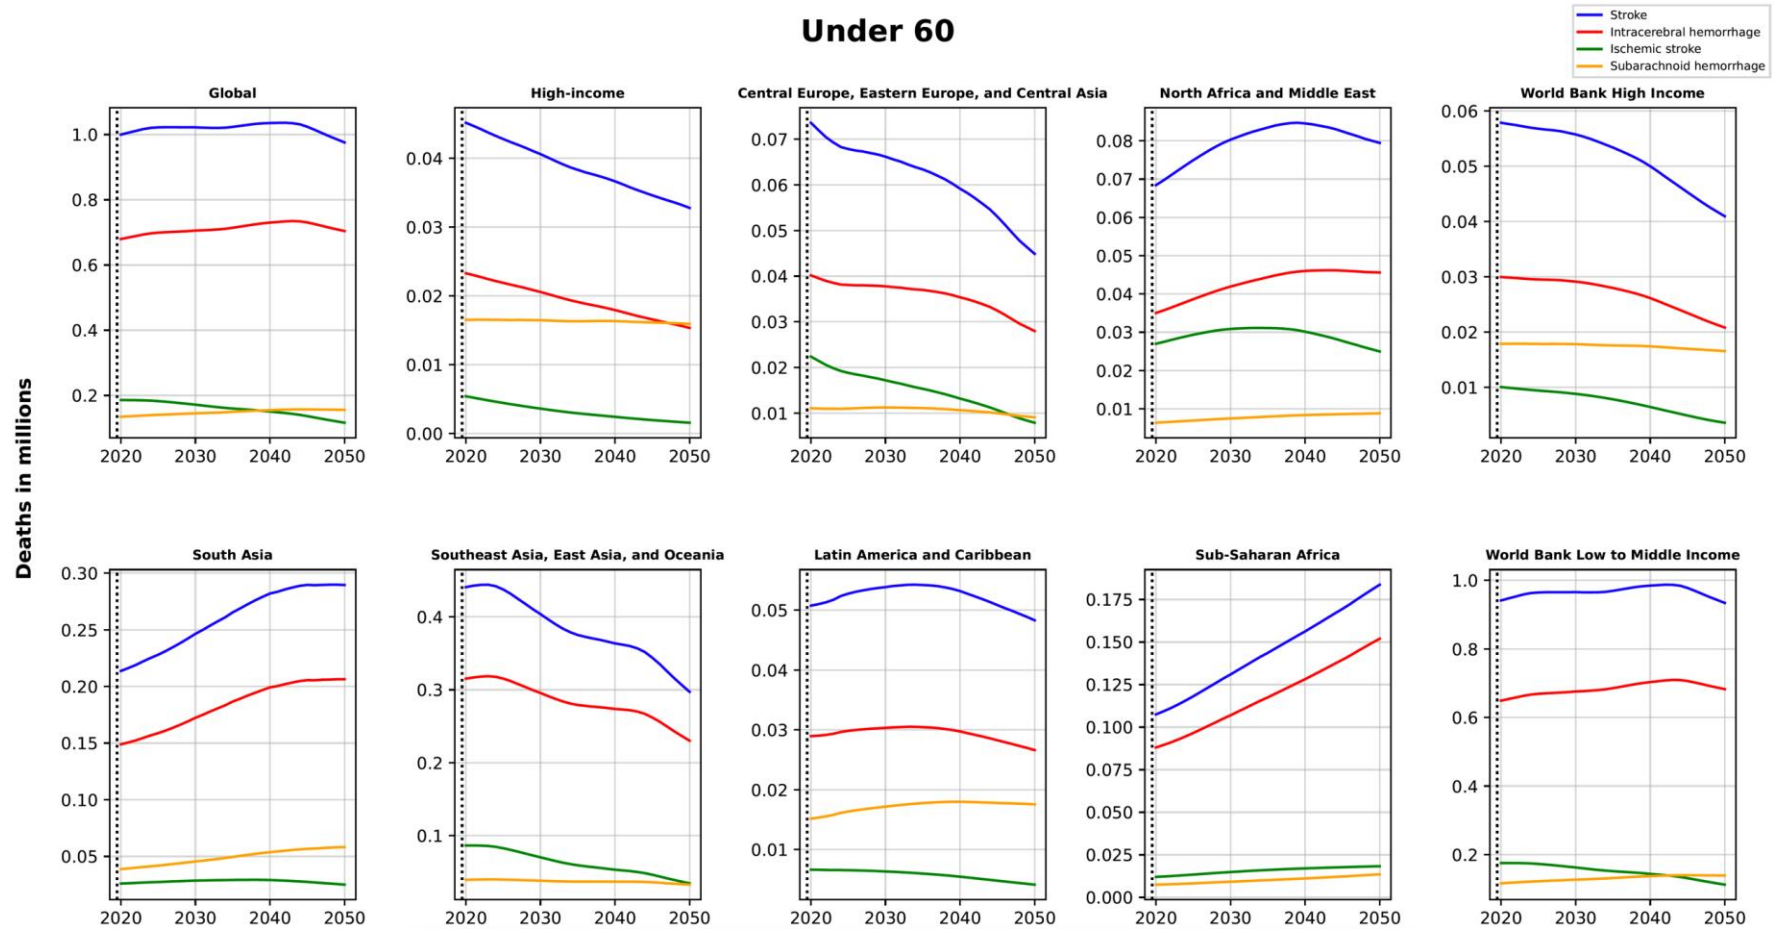 Under 60
Stroke
Intracerebral hemorrhage
Ischemic stroke
Subarachnoid hemorrhage
Deaths in millions
Global
1.0
0.8
0.6
0.4
0.2
2020 2030 2040 2050
High-income
0.04
0.03
0.02
0.01
0.00
2020 2030 2040 2050
Central Europe, Eastern Europe, and Central Asia
0.07
0.06
0.05
0.04
0.03
0.02
0.01
2020 2030 2040 2050
North Africa and Middle East
0.08
0.07
0.06
0.05
0.04
0.03
0.02
0.01
2020 2030 2040 2050
World Bank High Income
0.06
0.05
0.04
0.03
0.02
0.01
2020 2030 2040 2050
South Asia
0.30
0.25
0.20
0.15
0.10
0.05
2020 2030 2040 2050
Southeast Asia, East Asia, and Oceania
0.4
0.3
0.2
0.1
2020 2030 2040 2050
Latin America and Caribbean
0.05
0.04
0.03
0.02
0.01
2020 2030 2040 2050
Sub-Saharan Africa
0.175
0.150
0.125
0.100
0.075
0.050
0.025
0.000
2020 2030 2040 2050
World Bank Low to Middle Income
1.0
0.8
0.6
0.4
0.2
2020 2030 2040 2050